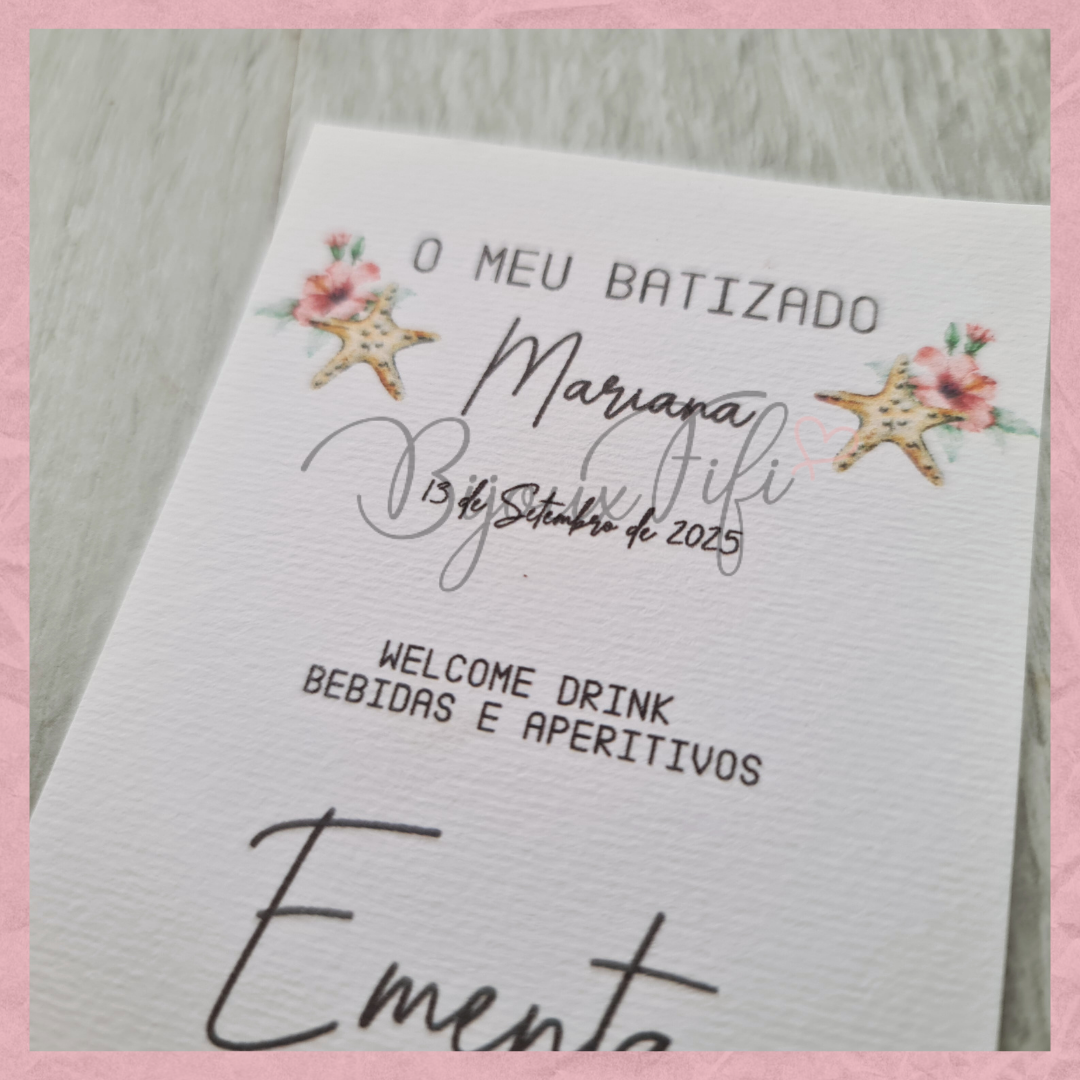 O MEU BATIZADO
Mariana
Bijoux Fifi
13 de Setembro de 2025
WELCOME DRINK
BEBIDAS E APERITIVOS
Ementa